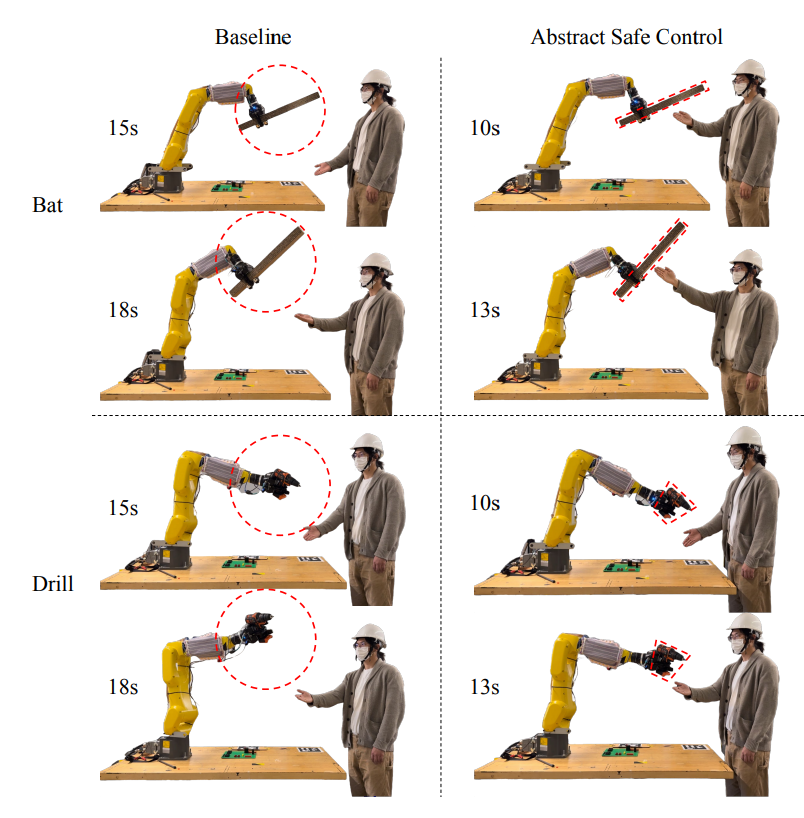 Baseline
Abstract Safe Control
15s
10s
Bat
18s
13s
15s
10s
Drill
18s
13s